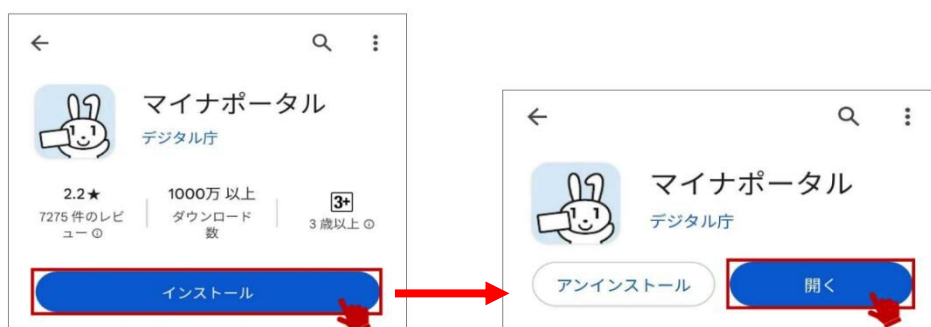 マイナポータル
デジタル庁
2.2★
7275 件のレビ
ュー
1000万 以上
ダウンロード
数
3+
3 歳以上
インストール
マイナポータル
デジタル庁
アンインストール
開く